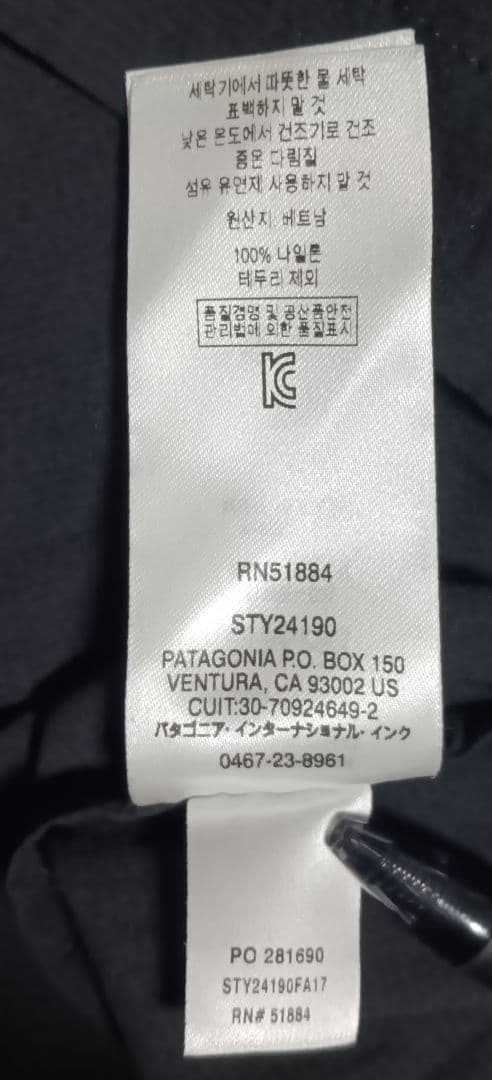 세탁기에서 따뜻한 물 세탁
표백하지 말 것
낮은 온도에서 건조기로 건조
중온 다림질
섬유 유연제 사용하지 말 것
원산지: 베트남
100% 나일론
테두리 제외
품질경영 및 공산품안전
관리법에 의한 품질표시
RN51884
STY24190
PATAGONIA P.O. BOX 150
VENTURA, CA 93002 US
CUIT:30-70924649-2
パタゴニア・インターナショナル・インク
0467-23-8961
PO 281690
STY24190FA17
RN# 51884